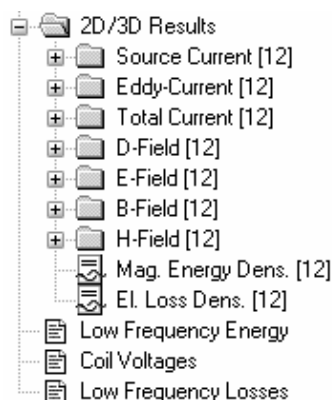 2D/3D Results
Source Current [12]
Eddy-Current [12]
Total Current [12]
D-Field [12]
E-Field [12]
B-Field [12]
H-Field [12]
Mag. Energy Dens. [12]
El. Loss Dens. [12]
Low Frequency Energy
Coil Voltages
Low Frequency Losses